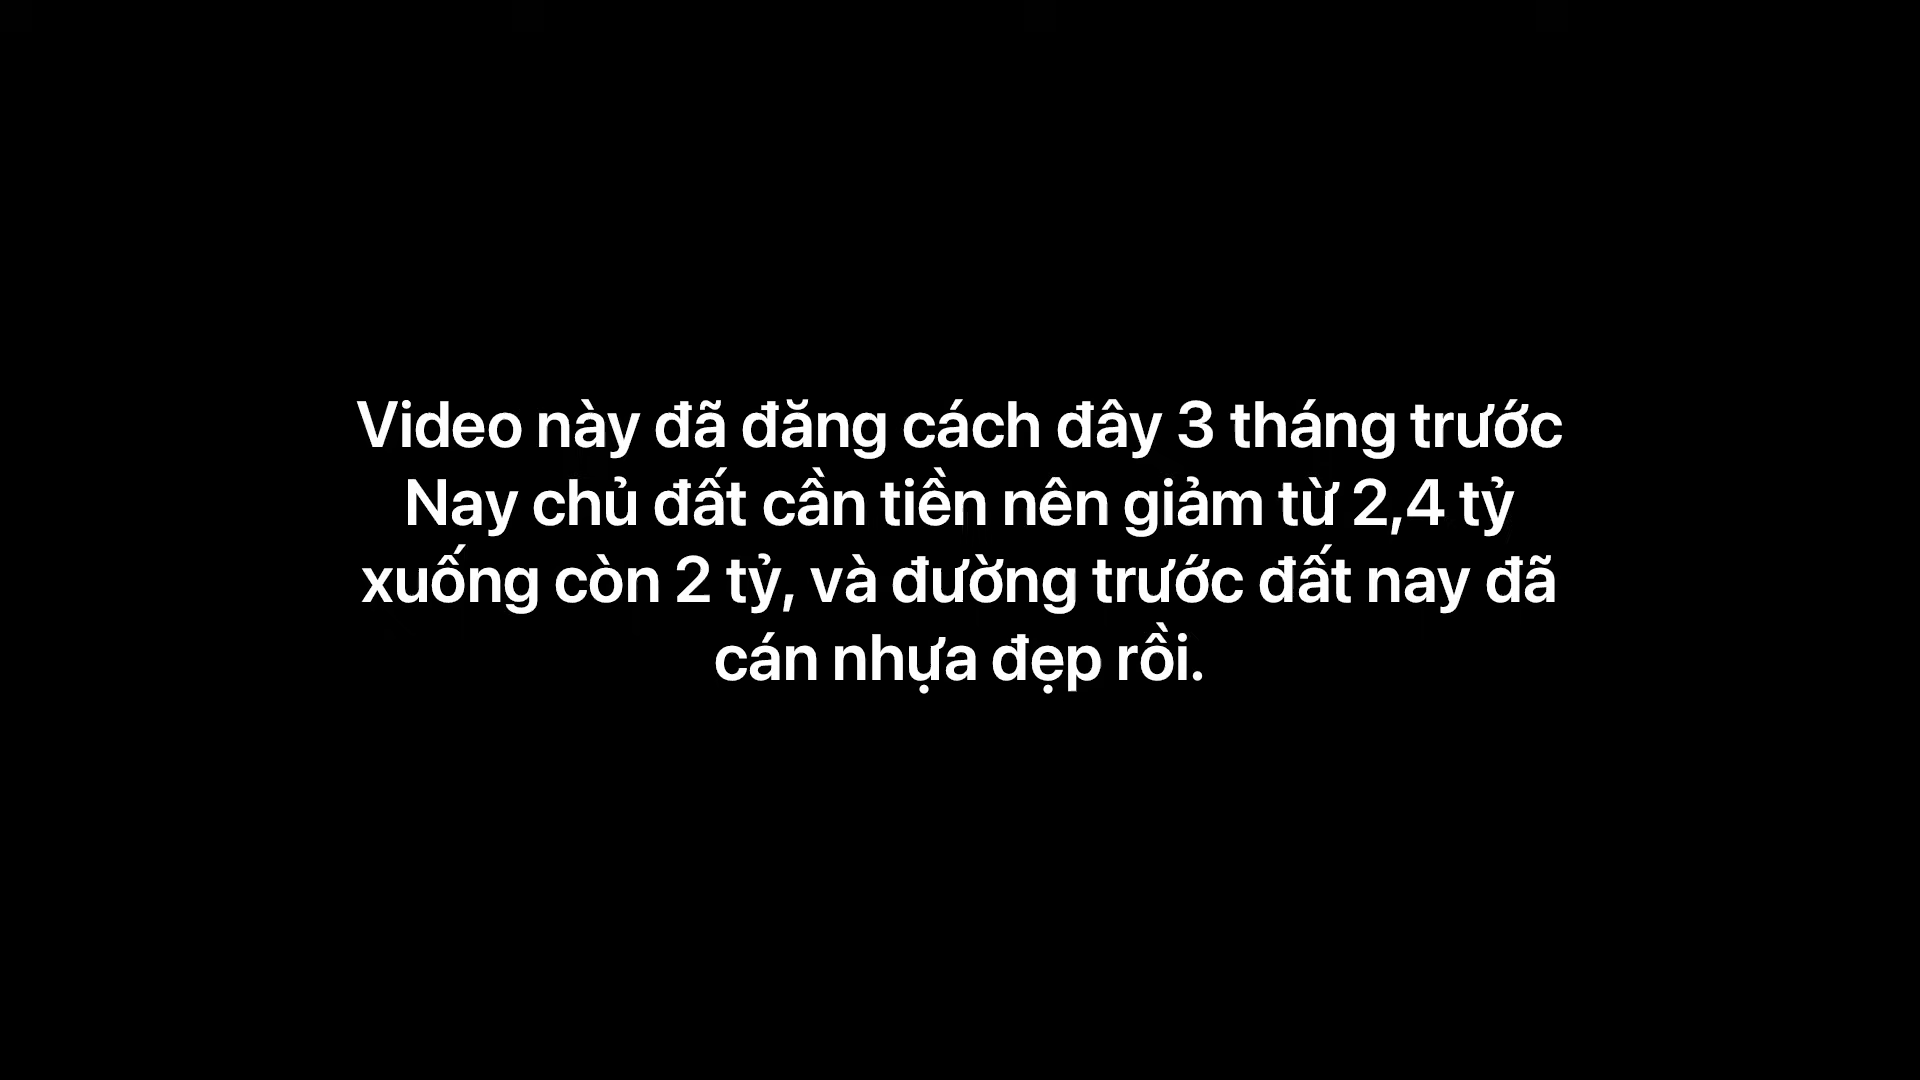 Video này đã đăng cách đây 3 tháng trước
Nay chủ đất cần tiền nên giảm từ 2,4 tỷ
xuống còn 2 tỷ, và đường trước đất nay đã
cán nhựa đẹp rồi.